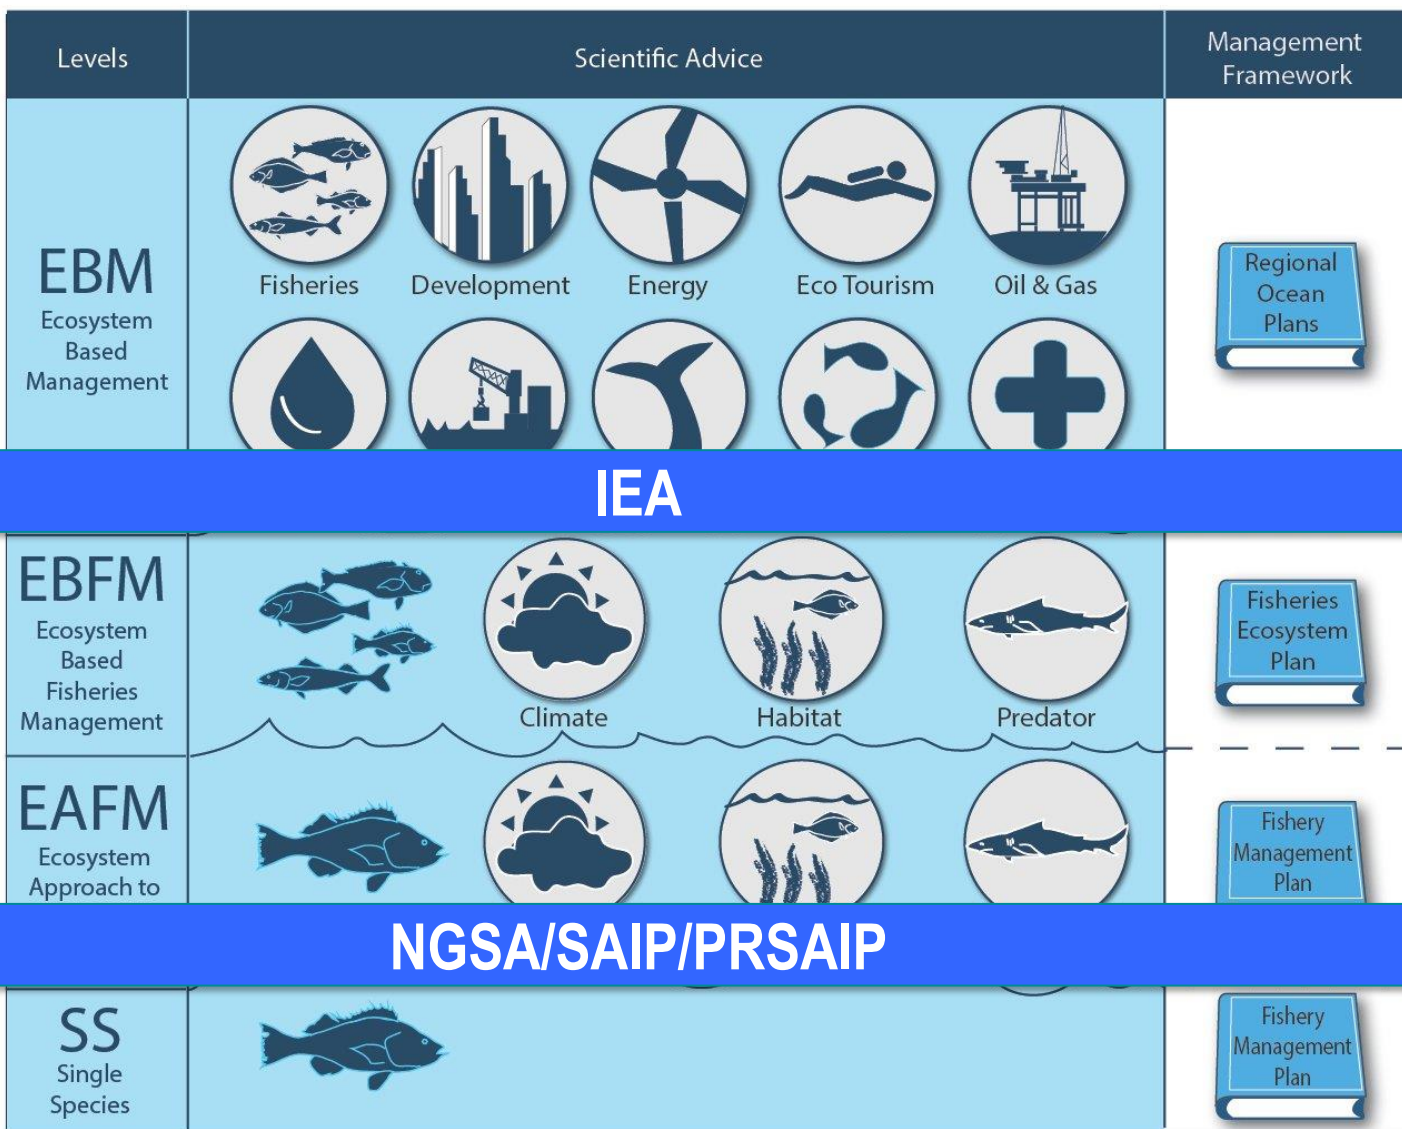 Levels
Scientific Advice
Management
Framework
EBM
Ecosystem
Based
Management
Fisheries
Development
Energy
Eco Tourism
Oil & Gas
Regional
Ocean
Plans
IEA
EBFM
Ecosystem
Based
Fisheries
Management
Climate
Habitat
Predator
Fisheries
Ecosystem
Plan
EAFM
Ecosystem
Approach to
Fishery
Management
Plan
NGSA/SAIP/PRSAIP
SS
Single
Species
Fishery
Management
Plan